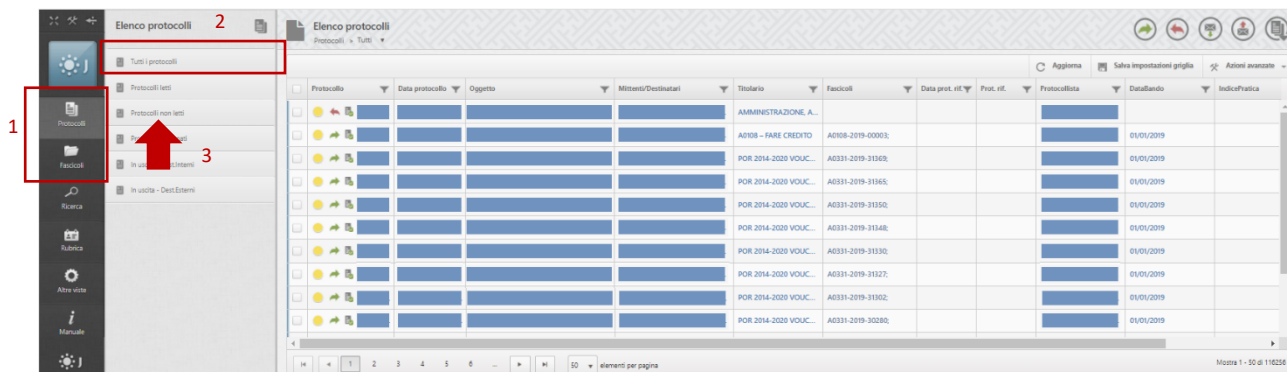 Elenco protocolli
2
Elenco protocolli
Protocolli > Tutti
J
Tutti i protocolli
Aggiorna
Salva impostazioni griglia
Azioni avanzate
Protocolli letti
Protocollo
Data protocollo
Oggetto
Mittenti/Destinatari
Titolario
Fascicoli
Data prot. rif.
Prot. rif.
Protocollista
DataBando
IndicePratica
1
Protocolli
Protocolli non letti
AMMINISTRAZIONE, A...
3
A0108 – FARE CREDITO
A0108-2019-00003;
01/01/2019
Fascicoli
In uscita - Dest.Interni
POR 2014-2020 VOUC...
A0331-2019-31369;
01/01/2019
POR 2014-2020 VOUC...
A0331-2019-31365;
01/01/2019
In uscita - Dest.Esterni
Ricerca
POR 2014-2020 VOUC...
A0331-2019-31350;
01/01/2019
POR 2014-2020 VOUC...
A0331-2019-31348;
01/01/2019
Rubrica
POR 2014-2020 VOUC...
A0331-2019-31330;
01/01/2019
POR 2014-2020 VOUC...
A0331-2019-31327;
01/01/2019
Altre viste
POR 2014-2020 VOUC...
A0331-2019-31302;
01/01/2019
POR 2014-2020 VOUC...
A0331-2019-30280;
01/01/2019
Manuale
J
1 2 3 4 5 6 ...
50
elementi per pagina
Mostra 1 - 50 di 116256